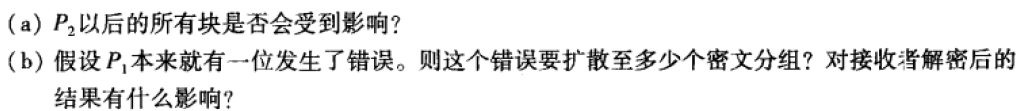 (a) P₂以后的所有块是否会受到影响?
(b) 假设P₁本来就有一位发生了错误。则这个错误要扩散至多少个密文分组? 对接收者解密后的
结果有什么影响?